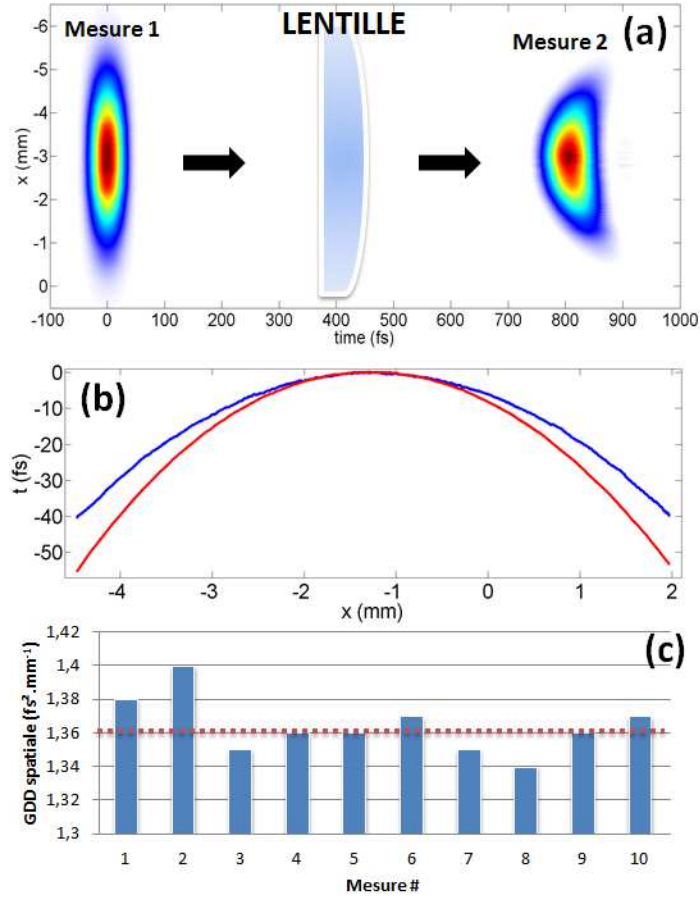 LENTILLE
Mesure 1
Mesure 2
(a)
-6
-5
-4
-3
-2
-1
0
x (mm)
-100 0 100 200 300 400 500 600 700 800 900 1000
time (fs)
(b)
0
-10
-20
-30
-40
-50
t (fs)
-4 -3 -2 -1 0 1 2
x (mm)
(c)
1,42
1,4
1,38
1,36
1,34
1,32
1,3
GDD spatiale (fs².mm⁻¹)
1 2 3 4 5 6 7 8 9 10
Mesure #